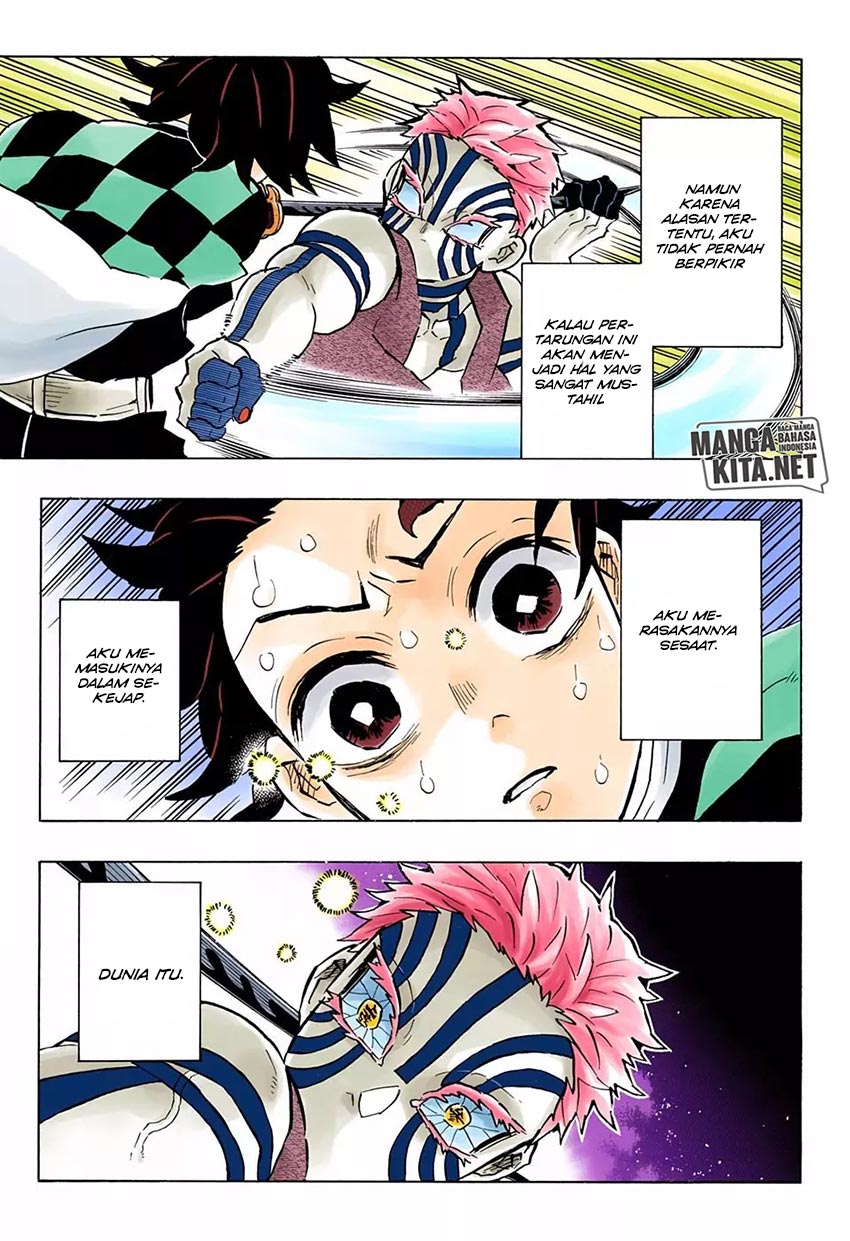 NAMUN
KARENA
ALASAN TER-
TENTU, AKU
TIDAK PERNAH
BERPIKIR
KALAU PER-
TARUNGAN INI
AKAN MEN-
JADI HAL YANG
SANGAT MUS-
TAHIL
MANGA BACA MANGA
BAHASA
INDONESIA
KITA.NET
AKU ME-
RASAKANNYA
SESAAT.
AKU ME-
MASUKINYA
DALAM SE-
KEJAP.
DUNIA ITU.